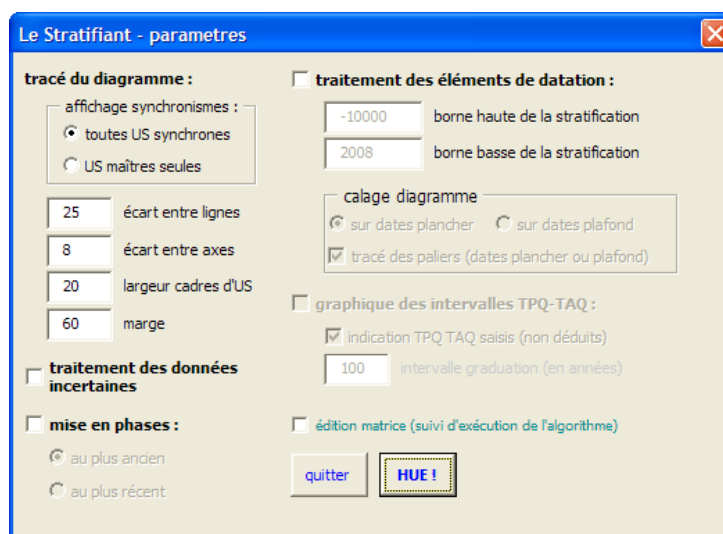 Le Stratifiant - parametres
tracé du diagramme :
affichage synchronismes :
toutes US synchrones
US maîtres seules
25 écart entre lignes
8 écart entre axes
20 largeur cadres d'US
60 marge
traitement des données
incertaines
mise en phases :
au plus ancien
au plus récent
traitement des éléments de datation :
-10000 borne haute de la stratification
2008 borne basse de la stratification
calage diagramme
sur dates plancher sur dates plafond
tracé des paliers (dates plancher ou plafond)
graphique des intervalles TPQ-TAQ :
indication TPQ TAQ saisis (non déduits)
100 intervalle graduation (en années)
édition matrice (suivi d'exécution de l'algorithme)
quitter HUE !